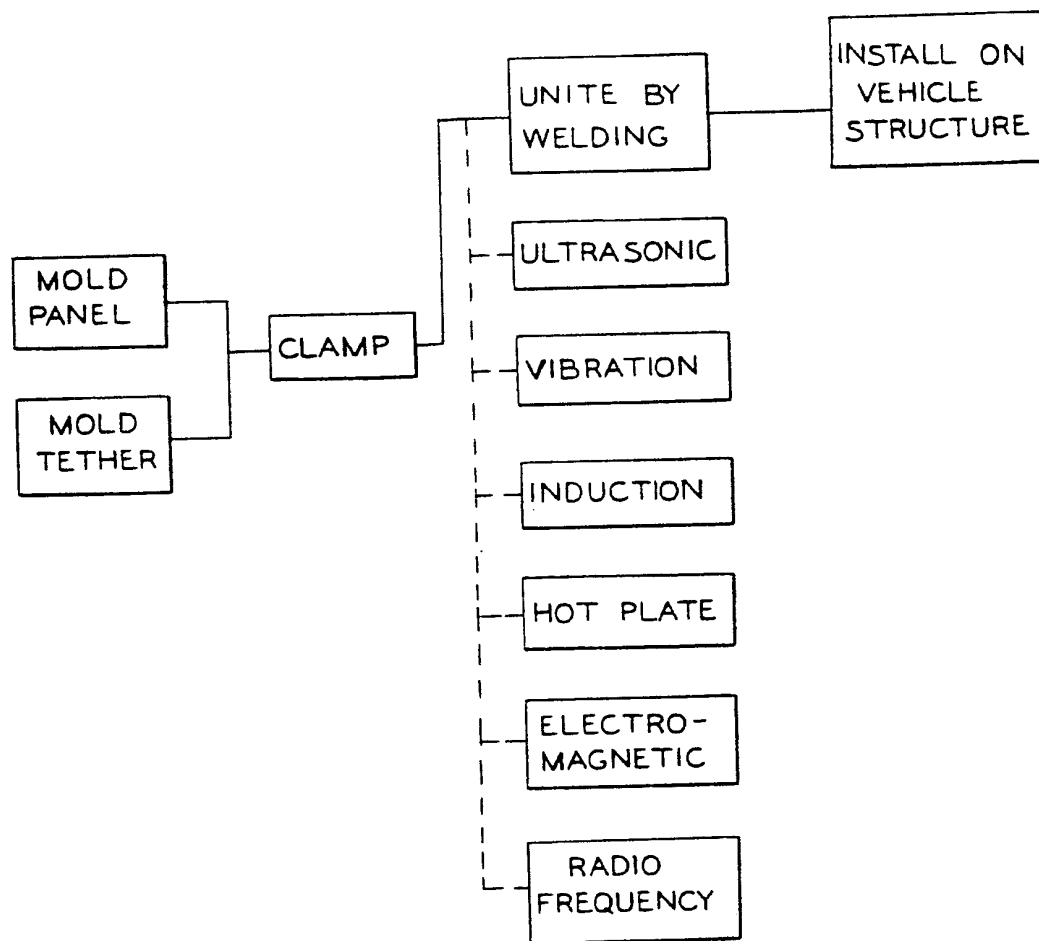 MOLD
PANEL
MOLD
TETHER
CLAMP
UNITE BY
WELDING
INSTALL ON
VEHICLE
STRUCTURE
ULTRASONIC
VIBRATION
INDUCTION
HOT PLATE
ELECTRO-
MAGNETIC
RADIO
FREQUENCY